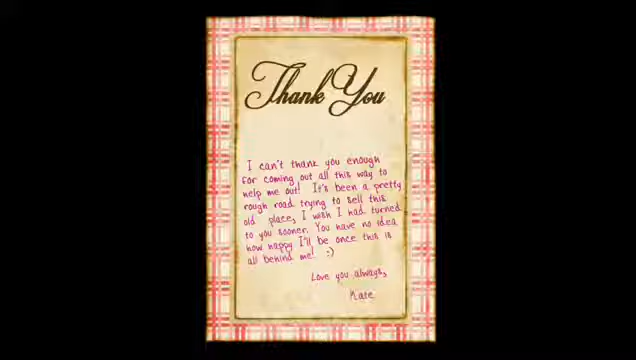 Thank You
I can't thank you enough
for coming out all this way to
help me out! It's been a pretty
rough road trying to sell this
old place, I wish I had turned
to you sooner. You have no idea
how happy I'll be once this is
all behind me! :)
Love you always,
Kate